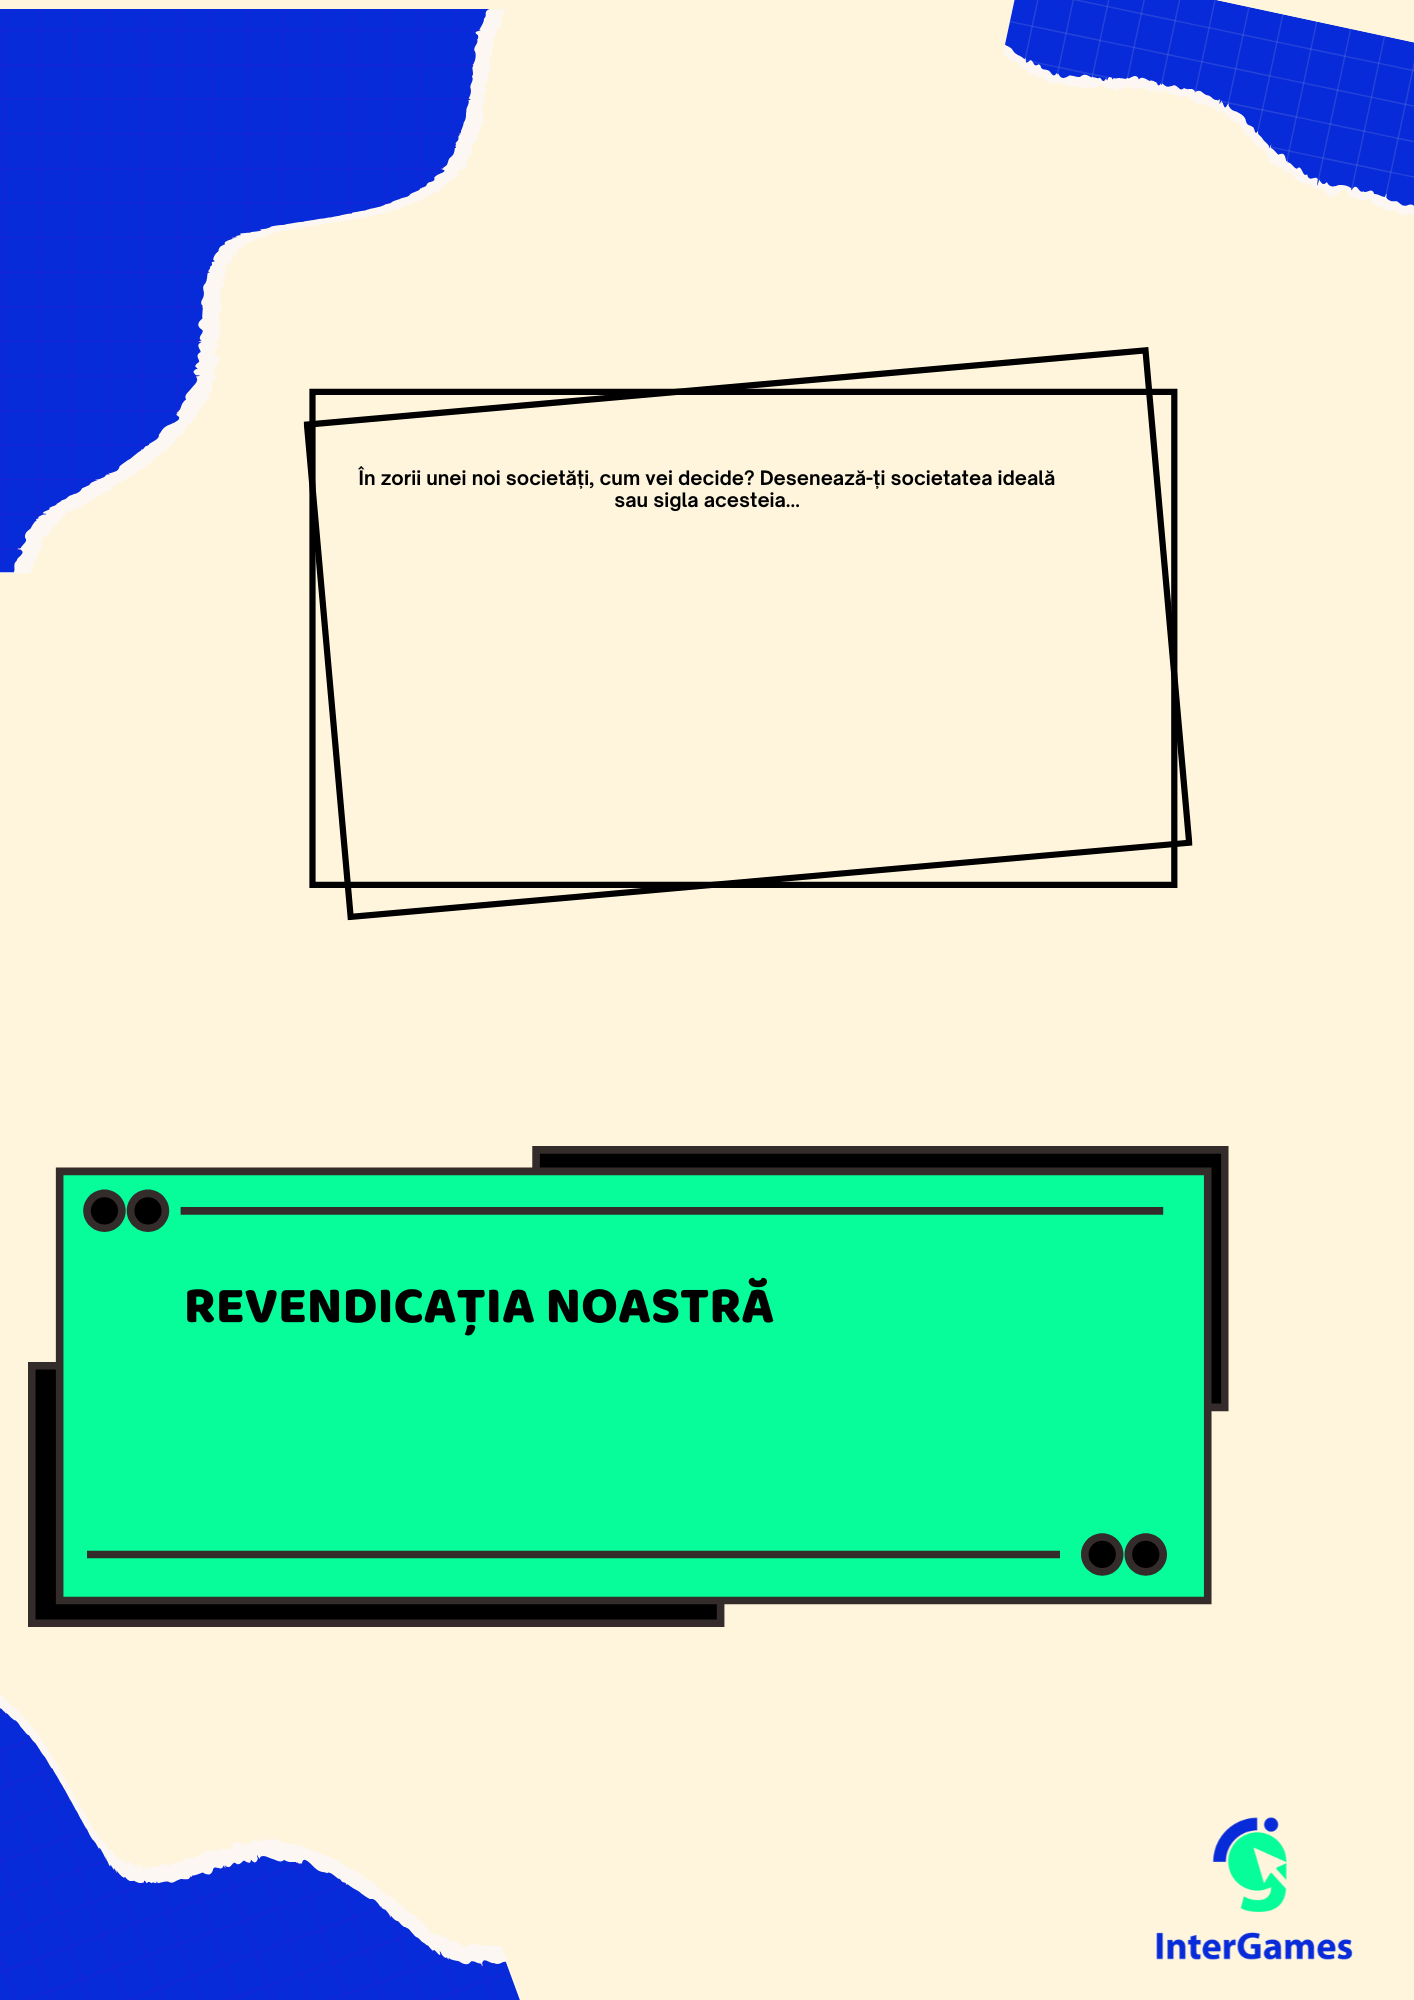 În zorii unei noi societăți, cum vei decide? Desenează-ți societatea ideală
sau sigla acesteia...
REVENDICAȚIA NOASTRĂ
InterGames